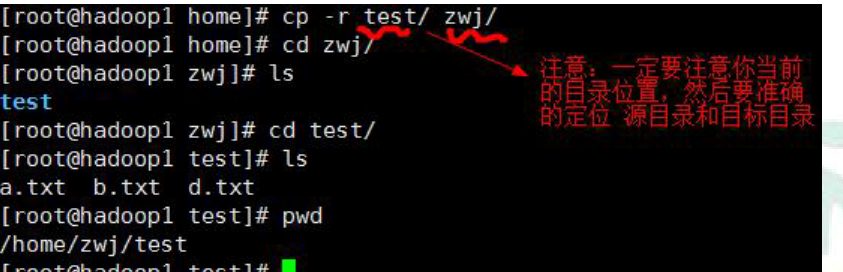 [root@hadoop1 home]# cp -r test/ zwj/
[root@hadoop1 home]# cd zwj/
[root@hadoop1 zwj]# ls
test
[root@hadoop1 zwj]# cd test/
[root@hadoop1 test]# ls
a.txt  b.txt  d.txt
[root@hadoop1 test]# pwd
/home/zwj/test
[root@hadoop1 test]#
注意：一定要注意你当前
的目录位置，然后要准确
的定位 源目录和目标目录